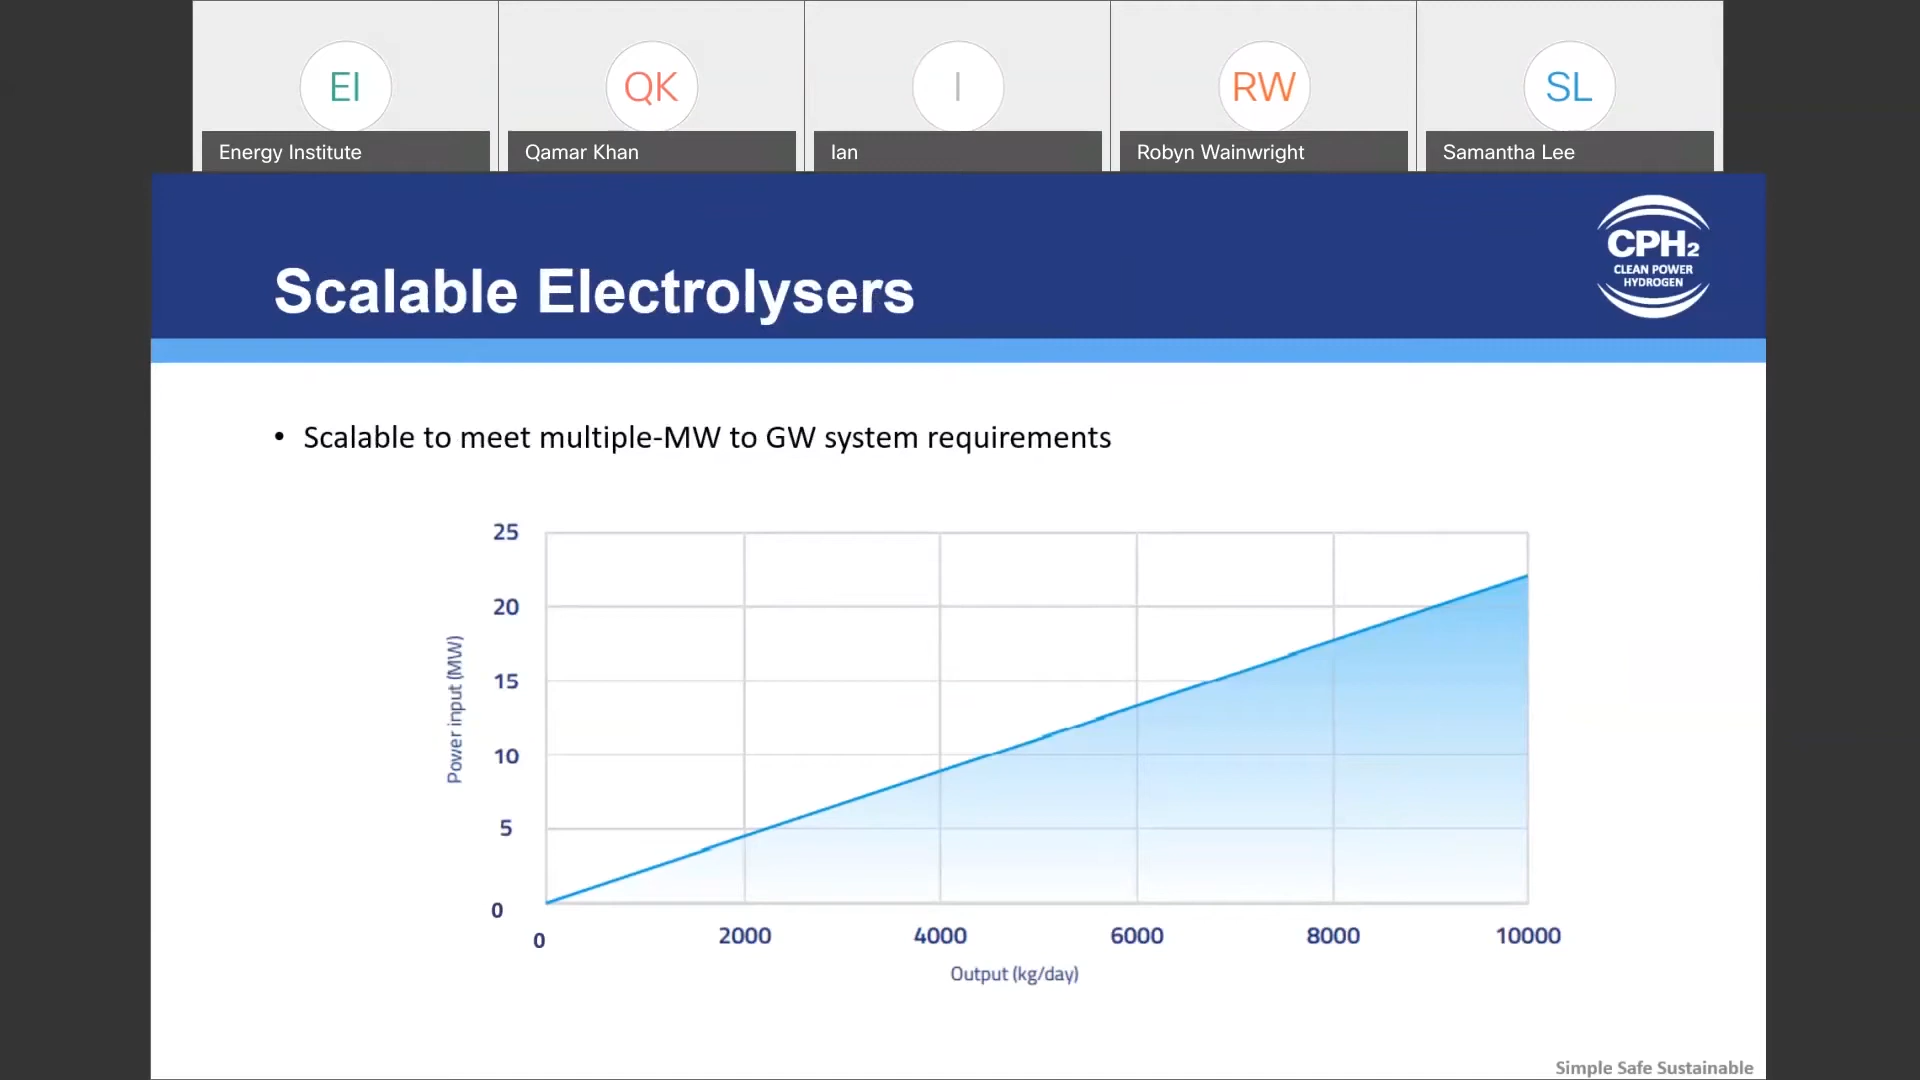 EI
QK
I
RW
SL
Energy Institute
Qamar Khan
Ian
Robyn Wainwright
Samantha Lee
CPH₂
CLEAN POWER
HYDROGEN
Scalable Electrolysers
• Scalable to meet multiple-MW to GW system requirements
25
20
15
10
5
0
Power input (MW)
0
2000
4000
6000
8000
10000
Output (kg/day)
Simple Safe Sustainable